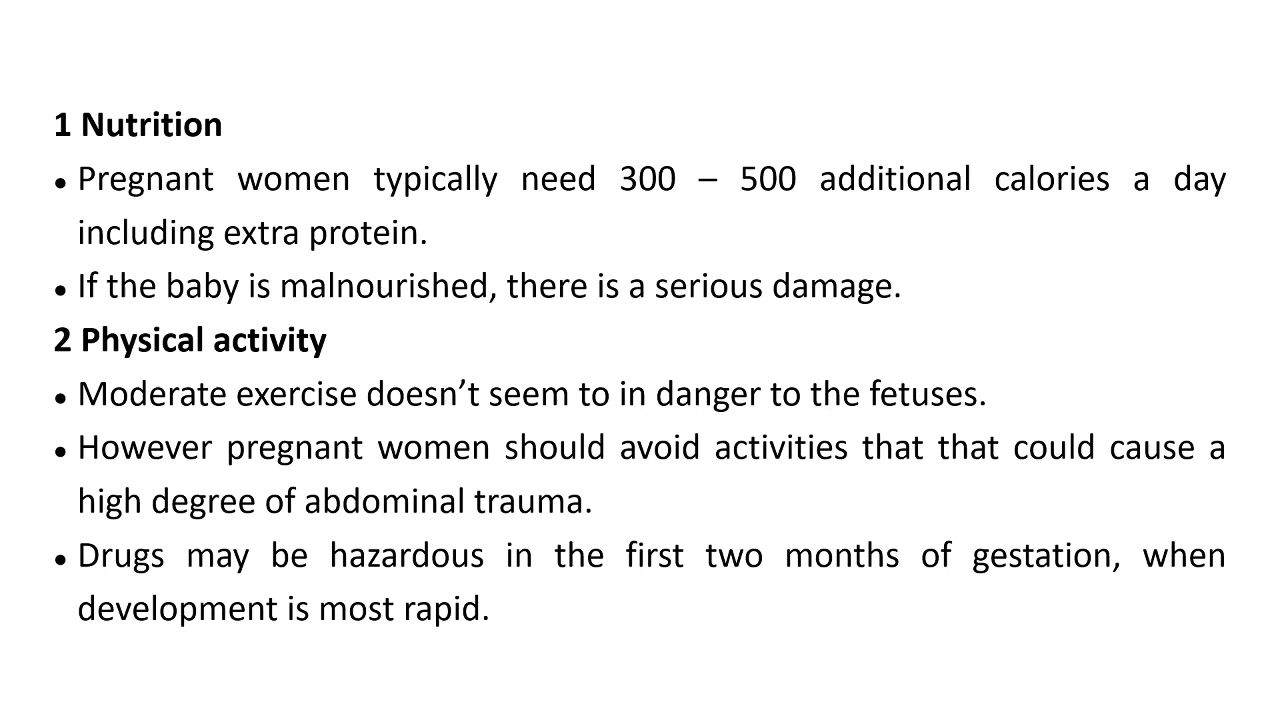 1 Nutrition
● Pregnant women typically need 300 – 500 additional calories a day
including extra protein.
● If the baby is malnourished, there is a serious damage.
2 Physical activity
● Moderate exercise doesn’t seem to in danger to the fetuses.
● However pregnant women should avoid activities that that could cause a
high degree of abdominal trauma.
● Drugs may be hazardous in the first two months of gestation, when
development is most rapid.